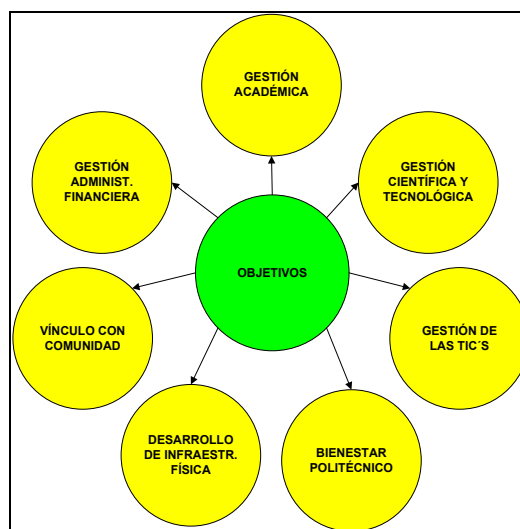 GESTIÓN
ACADÉMICA
GESTIÓN
ADMINIST.
FINANCIERA
GESTIÓN
CIENTÍFICA Y
TECNOLÓGICA
OBJETIVOS
VÍNCULO CON
COMUNIDAD
GESTIÓN DE
LAS TIC´S
DESARROLLO
DE INFRAESTR.
FÍSICA
BIENESTAR
POLITÉCNICO